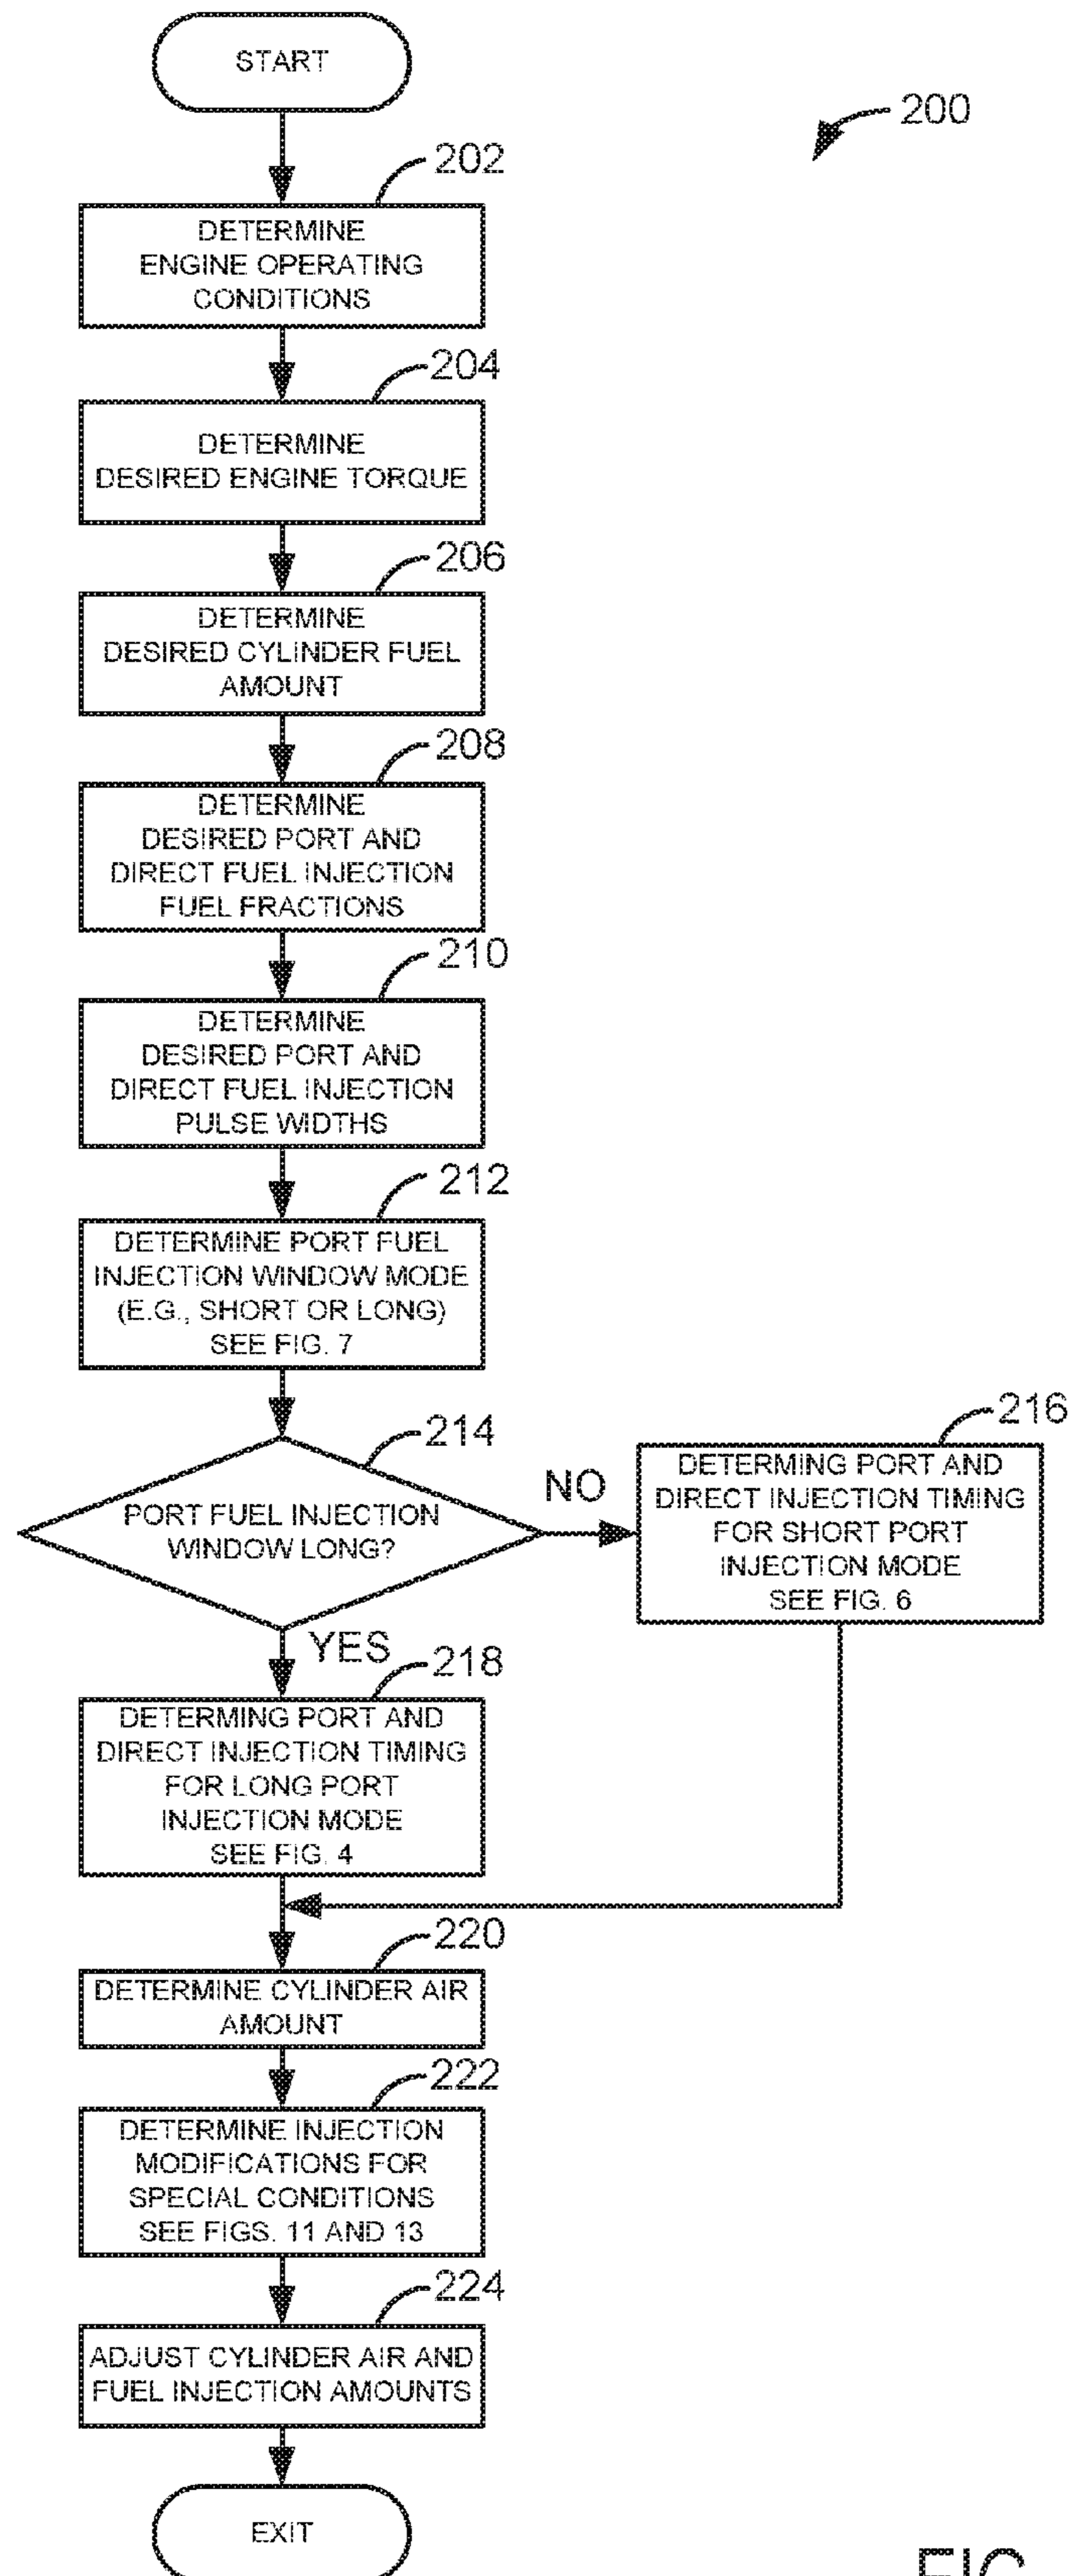 START
200
202
DETERMINE
ENGINE OPERATING
CONDITIONS
204
DETERMINE
DESIRED ENGINE TORQUE
206
DETERMINE
DESIRED CYLINDER FUEL
AMOUNT
208
DETERMINE
DESIRED PORT AND
DIRECT FUEL INJECTION
FUEL FRACTIONS
210
DETERMINE
DESIRED PORT AND
DIRECT FUEL INJECTION
PULSE WIDTHS
212
DETERMINE PORT FUEL
INJECTION WINDOW MODE
(E.G., SHORT OR LONG)
SEE FIG. 7
214
PORT FUEL INJECTION
WINDOW LONG?
NO
216
DETERMING PORT AND
DIRECT INJECTION TIMING
FOR SHORT PORT
INJECTION MODE
SEE FIG. 6
YES
218
DETERMING PORT AND
DIRECT INJECTION TIMING
FOR LONG PORT
INJECTION MODE
SEE FIG. 4
220
DETERMINE CYLINDER AIR
AMOUNT
222
DETERMINE INJECTION
MODIFICATIONS FOR
SPECIAL CONDITIONS
SEE FIGS. 11 AND 13
224
ADJUST CYLINDER AIR AND
FUEL INJECTION AMOUNTS
EXIT
FIG